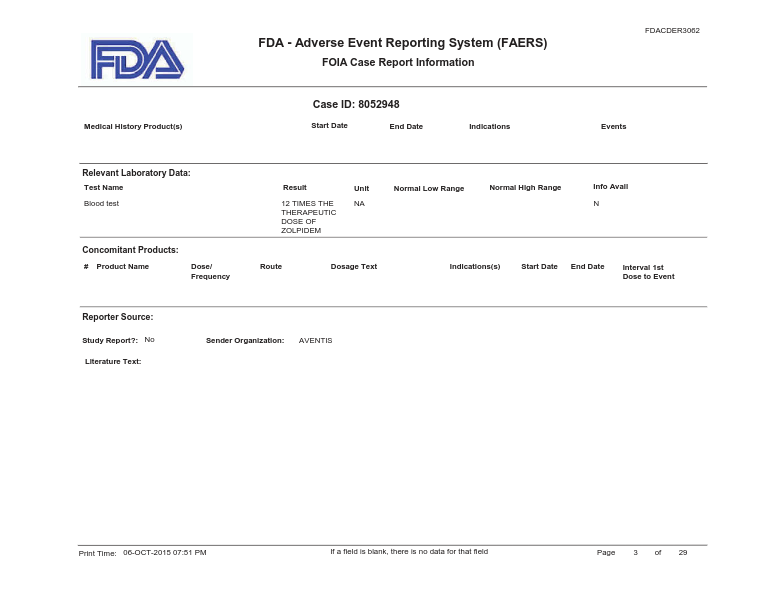 FDACDER3062
FDA
FDA - Adverse Event Reporting System (FAERS)
FOIA Case Report Information
Case ID: 8052948
Medical History Product(s) Start Date End Date Indications Events
Relevant Laboratory Data:
Test Name Result Unit Normal Low Range Normal High Range Info Avail
Blood test 12 TIMES THE NA N
THERAPEUTIC
DOSE OF
ZOLPIDEM
Concomitant Products:
# Product Name Dose/ Route Dosage Text Indications(s) Start Date End Date Interval 1st
Frequency Dose to Event
Reporter Source:
Study Report?: No Sender Organization: AVENTIS
Literature Text:
Print Time: 06-OCT-2015 07:51 PM If a field is blank, there is no data for that field Page 3 of 29